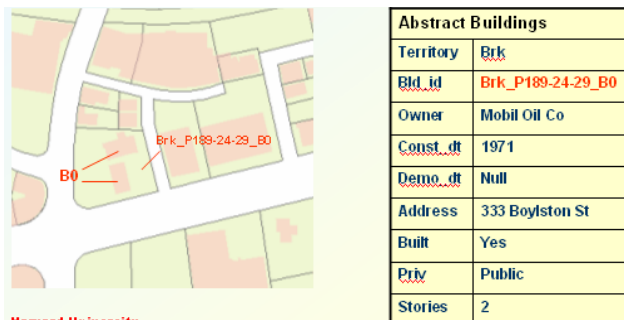 Brk_P189-24-29_B0
B0
Abstract Buildings
Territory Brk
Bld_id Brk_P189-24-29_B0
Owner Mobil Oil Co
Const_dt 1971
Demo_dt Null
Address 333 Boylston St
Built Yes
Priv Public
Stories 2